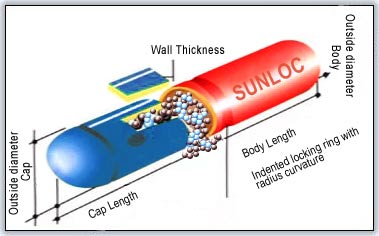 Wall Thickness
Outside diameter
Body
SUNLOC
Outside diameter
Cap
Cap Length
Body Length
Indented locking ring with
radius curvature